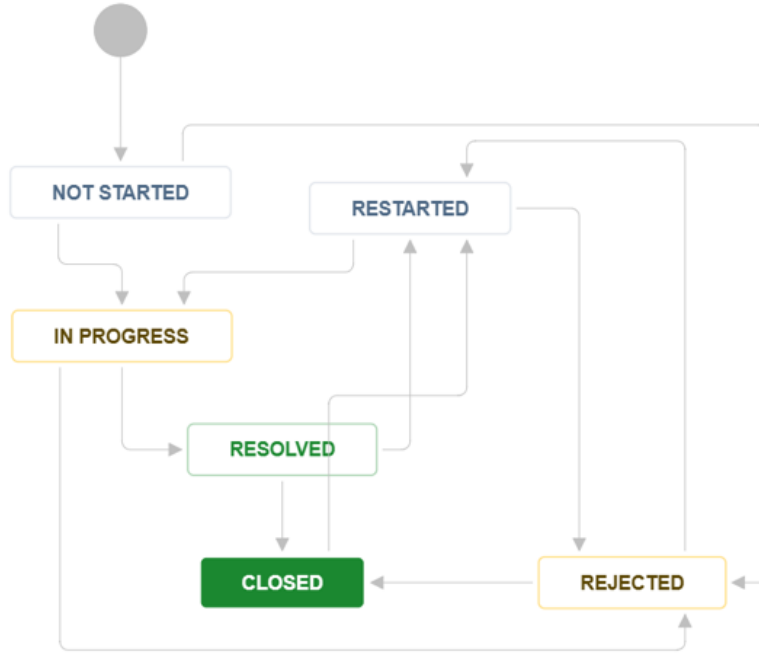 NOT STARTED
RESTARTED
IN PROGRESS
RESOLVED
CLOSED
REJECTED